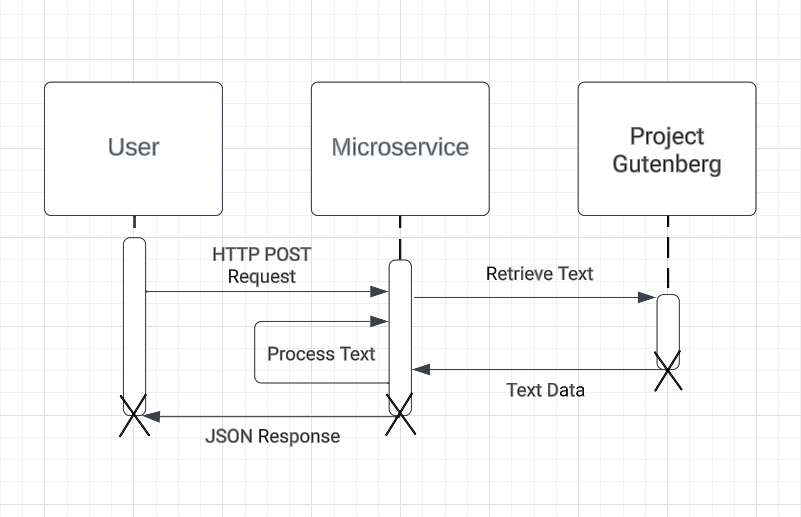 User
Microservice
Project
Gutenberg
HTTP POST
Request
Retrieve Text
Process Text
Text Data
JSON Response